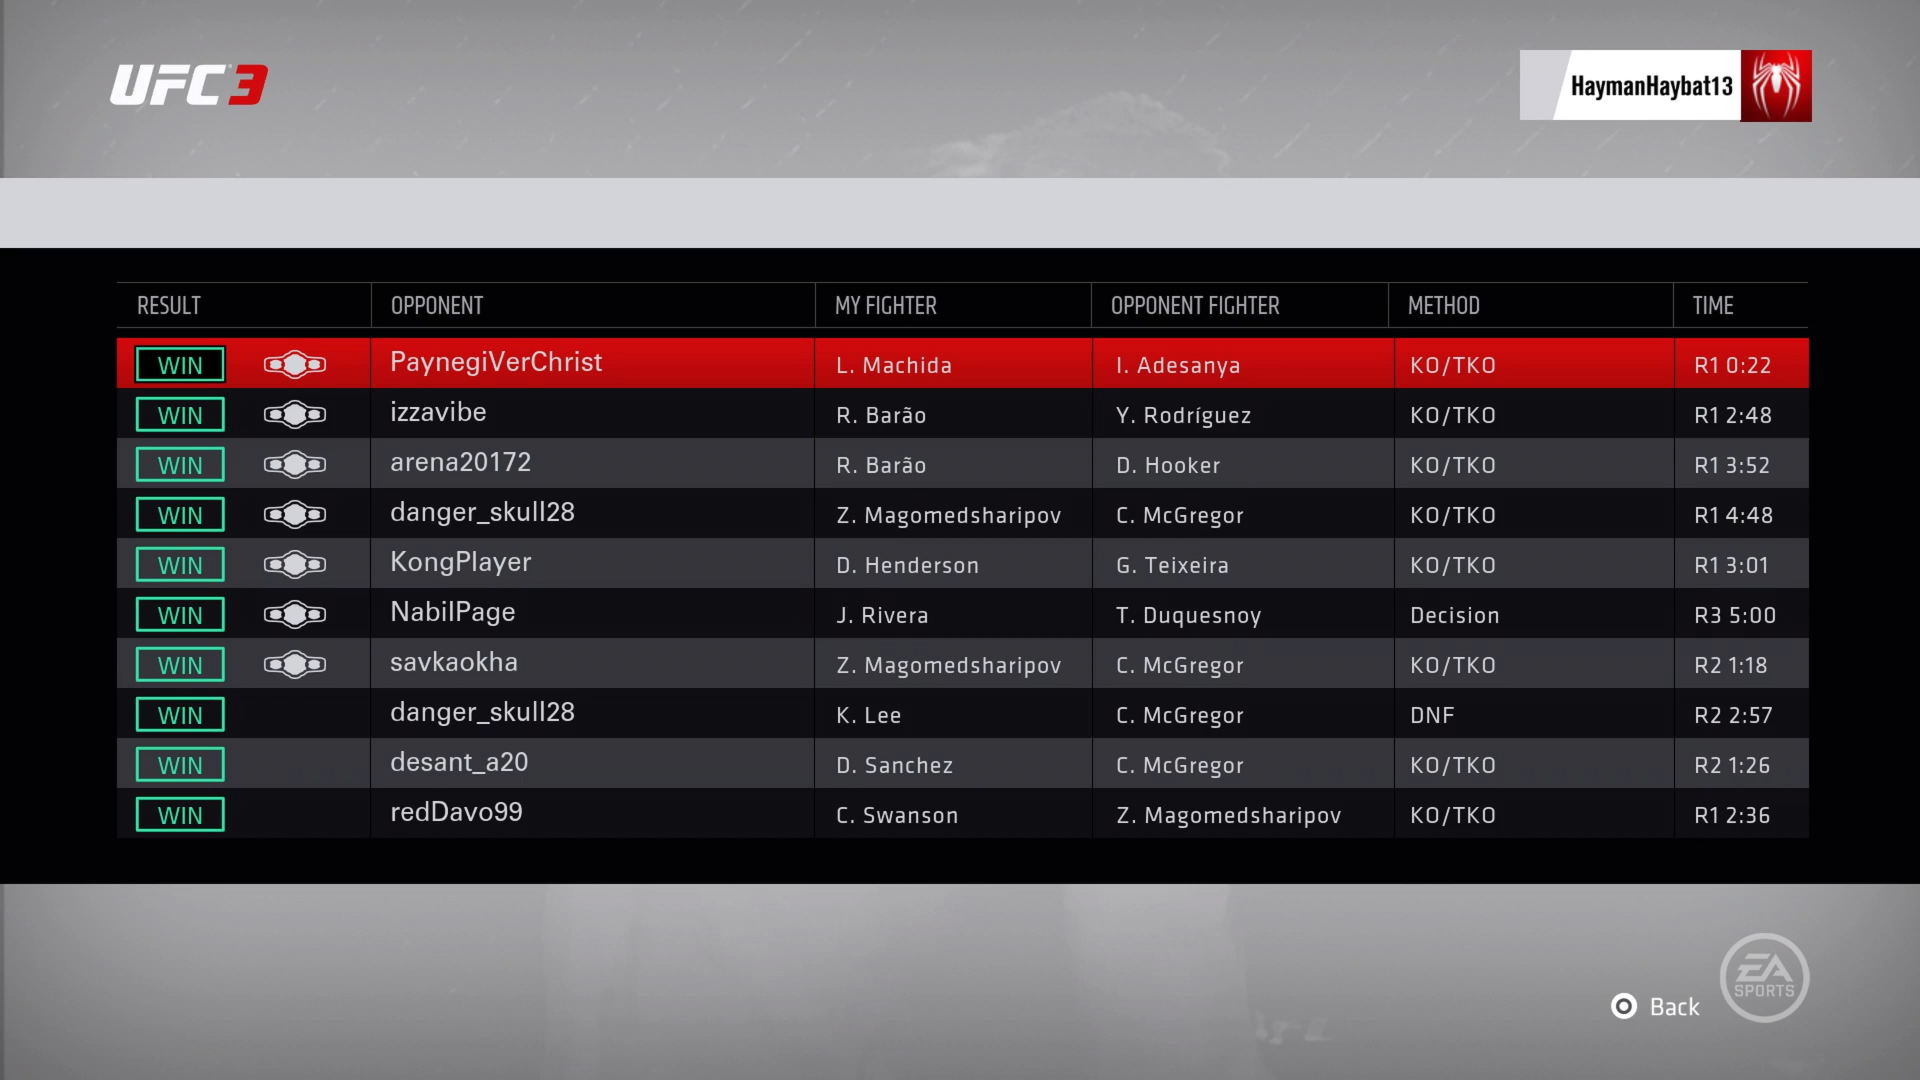 UFC 3
HaymanHaybat13
RESULT OPPONENT MY FIGHTER OPPONENT FIGHTER METHOD TIME
WIN PaynegiVerChrist L. Machida I. Adesanya KO/TKO R1 0:22
WIN izzavibe R. Barão Y. Rodríguez KO/TKO R1 2:48
WIN arena20172 R. Barão D. Hooker KO/TKO R1 3:52
WIN danger_skull28 Z. Magomedsharipov C. McGregor KO/TKO R1 4:48
WIN KongPlayer D. Henderson G. Teixeira KO/TKO R1 3:01
WIN NabilPage J. Rivera T. Duquesnoy Decision R3 5:00
WIN savkaokha Z. Magomedsharipov C. McGregor KO/TKO R2 1:18
WIN danger_skull28 K. Lee C. McGregor DNF R2 2:57
WIN desant_a20 D. Sanchez C. McGregor KO/TKO R2 1:26
WIN redDavo99 C. Swanson Z. Magomedsharipov KO/TKO R1 2:36
EA
SPORTS
Back